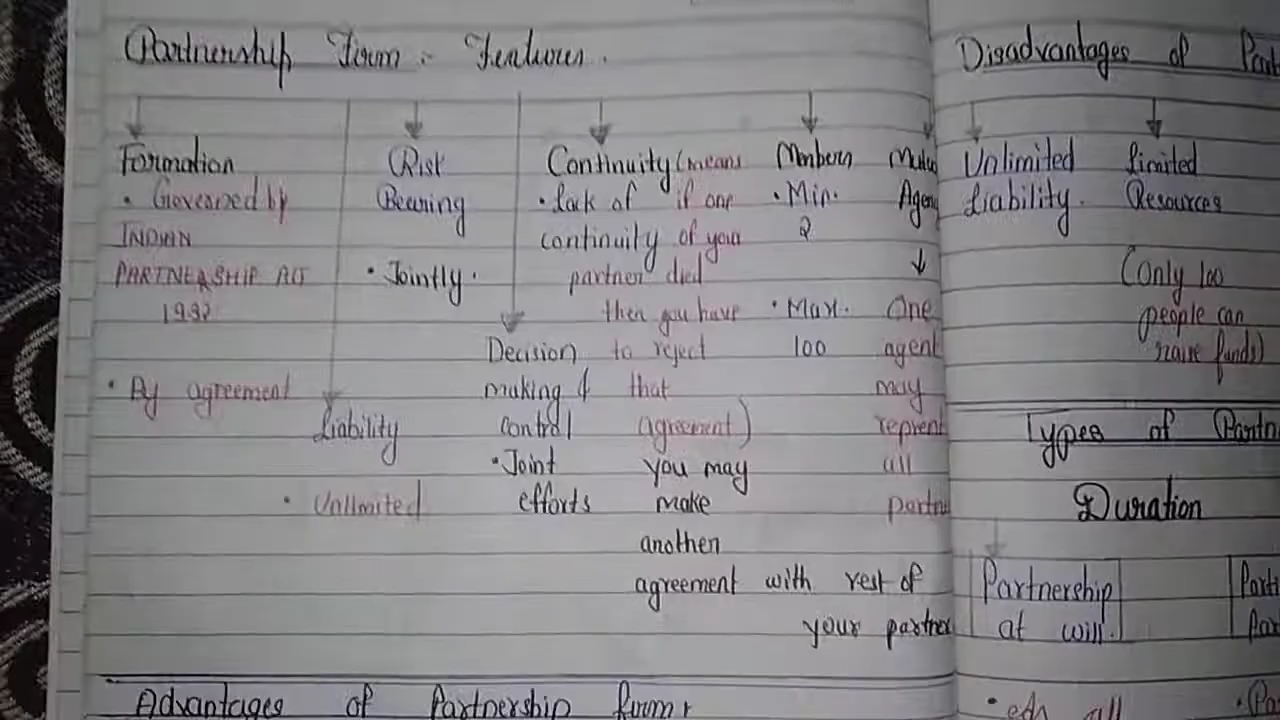 Partnership Firm : Features.
Formation
• Governed by
INDIAN
PARTNERSHIP ACT
1932
• By agreement
Liability
• Unlimited
Risk
Bearing
• Jointly.
Decision
making &
control
• Joint
efforts
Continuity (means
• Lack of if one
continuity of your
partner died
then you have
to reject
that
agreement)
you may
make
another
agreement with rest of
your partner
Members
• Min.
2
• Max.
100
One
agent
may
all
Advantages of Partnership firm:
Disadvantages of
Unlimited
Liability.
Limited
Resources
(Only 100
people can
raise funds)
Types of
Duration
Partnership
at will.
all